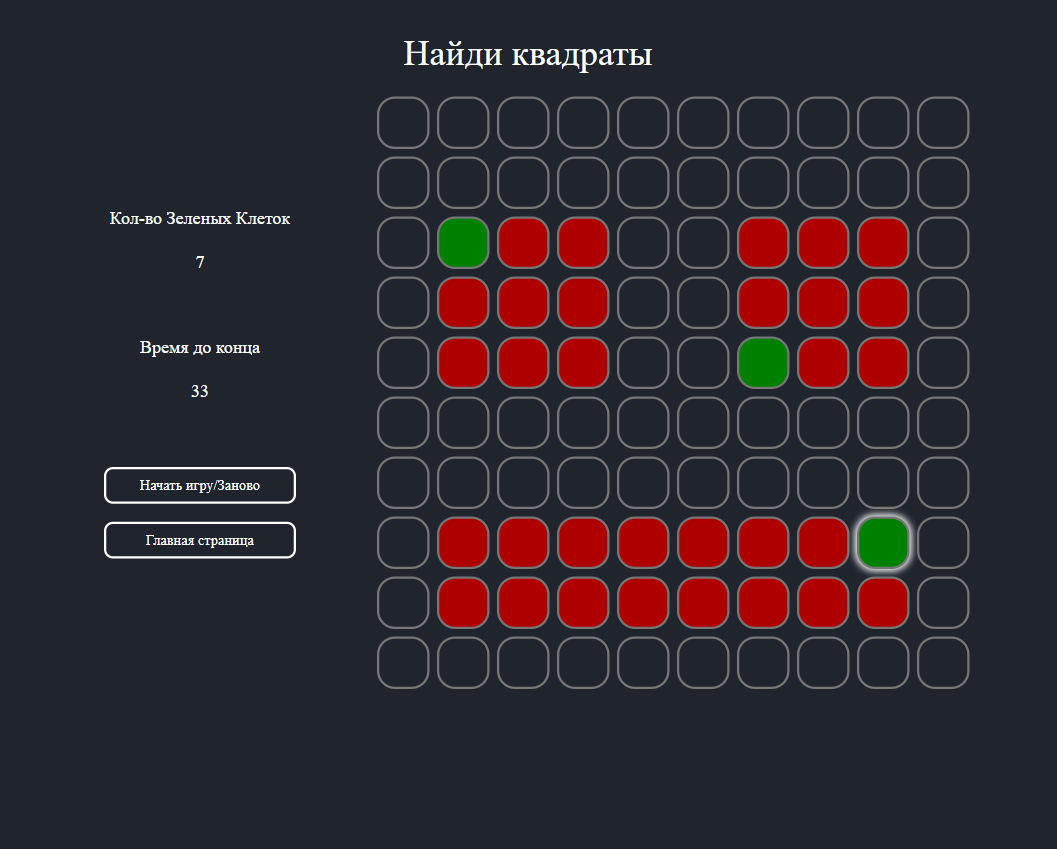 Найди квадраты
Кол-во Зеленых Клеток
7
Время до конца
33
Начать игру/Заново
Главная страница